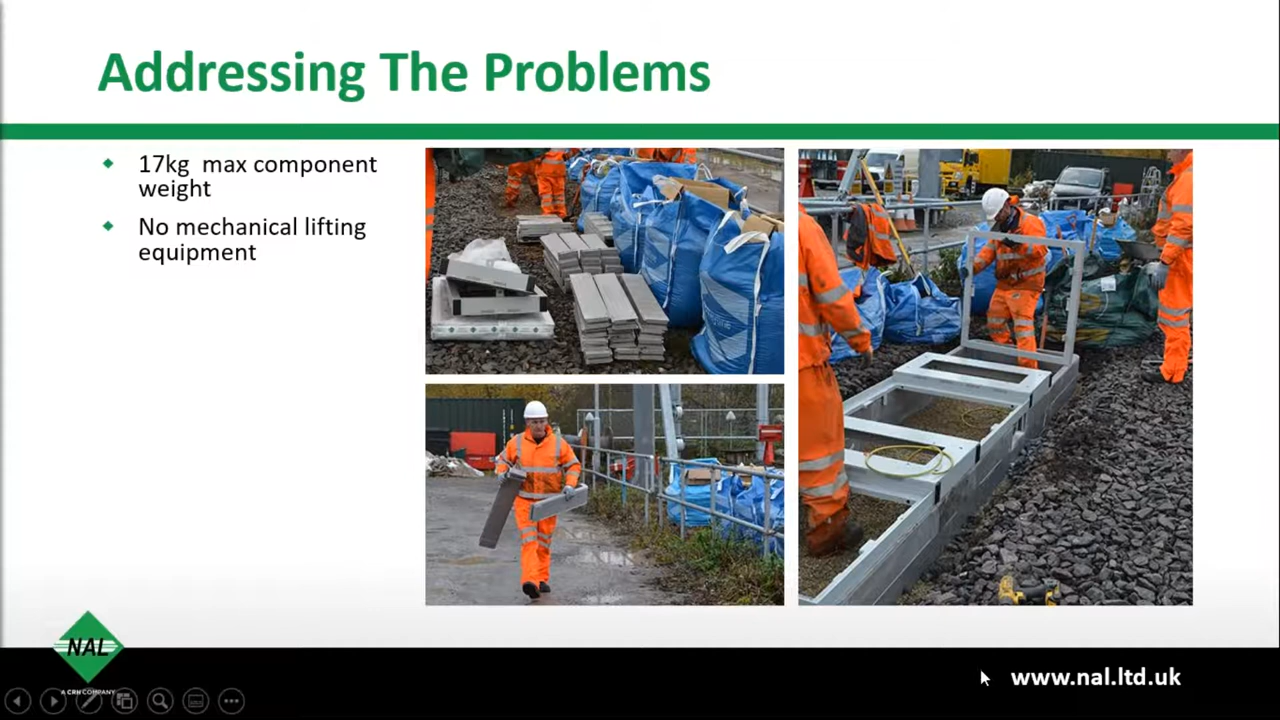 Addressing The Problems
17kg max component
weight
No mechanical lifting
equipment
NAL
A CRH COMPANY
www.nal.ltd.uk